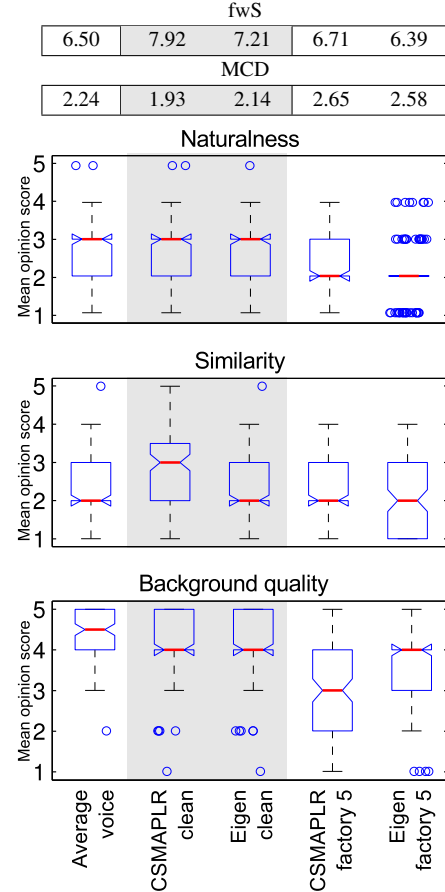 fwS
6.50 7.92 7.21 6.71 6.39
MCD
2.24 1.93 2.14 2.65 2.58
Naturalness
Mean opinion score
5
4
3
2
1
Similarity
Mean opinion score
5
4
3
2
1
Background quality
Mean opinion score
5
4
3
2
1
Average voice
CSMAPLR clean
Eigen clean
CSMAPLR factory 5
Eigen factory 5